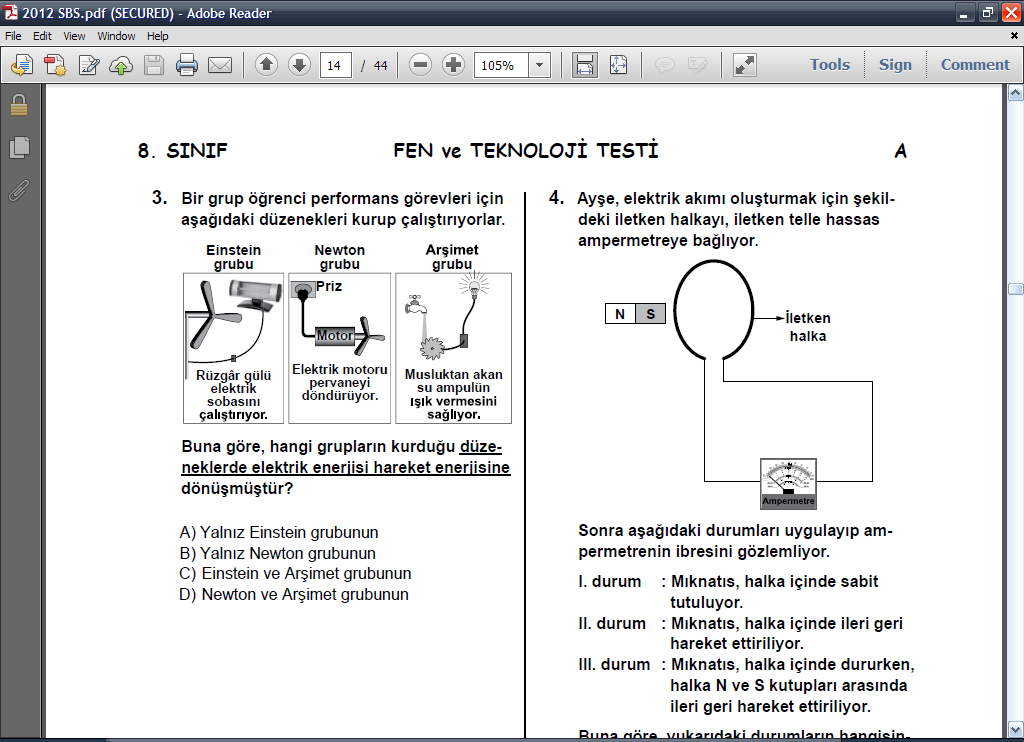 2012 SBS.pdf (SECURED) - Adobe Reader
File Edit View Window Help
14 / 44 105% Tools Sign Comment
8. SINIF FEN ve TEKNOLOJİ TESTİ A
3. Bir grup öğrenci performans görevleri için
aşağıdaki düzenekleri kurup çalıştırıyorlar.
Einstein
grubu
Newton
grubu
Arşimet
grubu
Rüzgâr gülü
elektrik
sobasını
çalıştırıyor.
Priz
Motor
Elektrik motoru
pervaneyi
döndürüyor.
Musluktan akan
su ampulün
ışık vermesini
sağlıyor.
Buna göre, hangi grupların kurduğu düze-
neklerde elektrik enerjisi hareket enerjisine
dönüşmüştür?
A) Yalnız Einstein grubunun
B) Yalnız Newton grubunun
C) Einstein ve Arşimet grubunun
D) Newton ve Arşimet grubunun
4. Ayşe, elektrik akımı oluşturmak için şekil-
deki iletken halkayı, iletken telle hassas
ampermetreye bağlıyor.
N S
İletken
halka
Ampermetre
Sonra aşağıdaki durumları uygulayıp am-
permetrenin ibresini gözlemliyor.
I. durum : Mıknatıs, halka içinde sabit
tutuluyor.
II. durum : Mıknatıs, halka içinde ileri geri
hareket ettiriliyor.
III. durum : Mıknatıs, halka içinde dururken,
halka N ve S kutupları arasında
ileri geri hareket ettiriliyor.
Buna göre, yukarıdaki durumların hangisin-